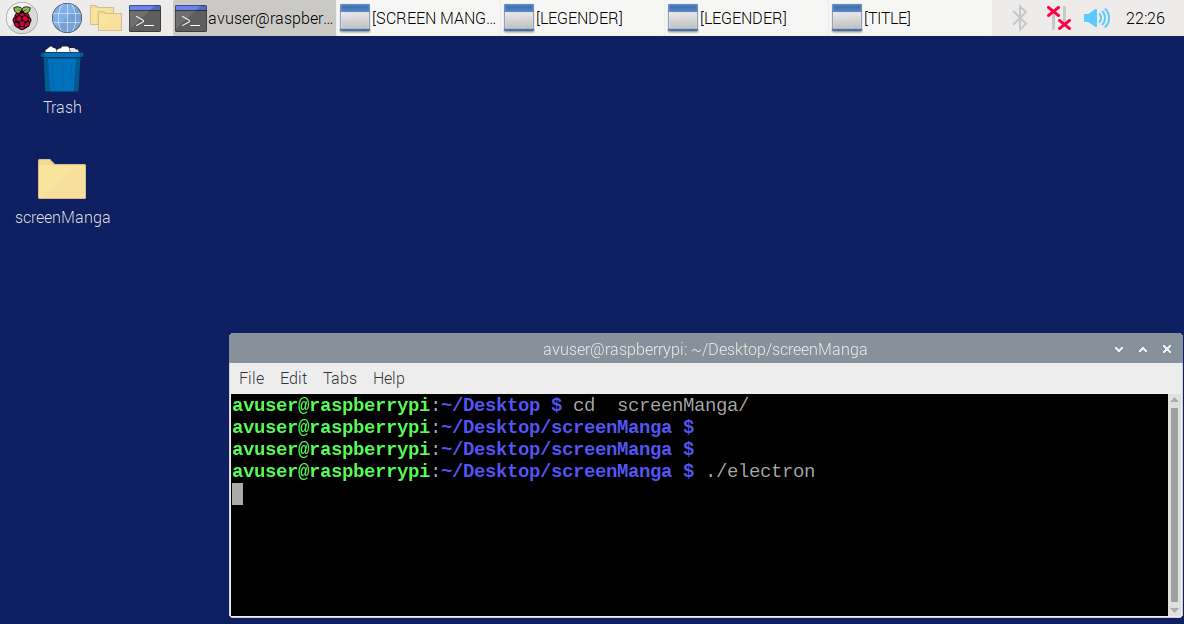 avuser@raspber... [SCREEN MANG... [LEGENDER] [LEGENDER] [TITLE] 22:26
Trash
screenManga
avuser@raspberrypi: ~/Desktop/screenManga
File Edit Tabs Help
avuser@raspberrypi:~/Desktop $ cd  screenManga/
avuser@raspberrypi:~/Desktop/screenManga $
avuser@raspberrypi:~/Desktop/screenManga $
avuser@raspberrypi:~/Desktop/screenManga $ ./electron